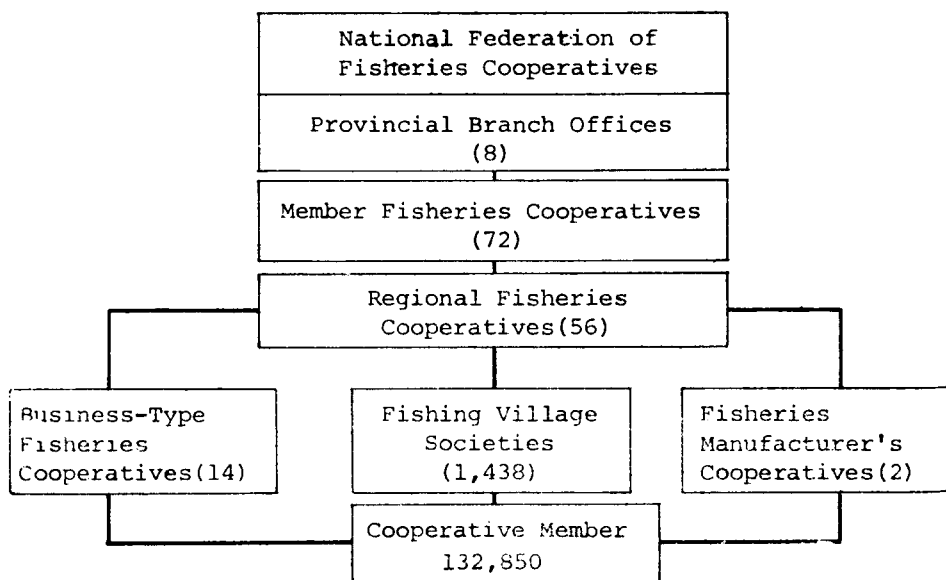 National Federation of
Fisheries Cooperatives
Provincial Branch Offices
(8)
Member Fisheries Cooperatives
(72)
Regional Fisheries
Cooperatives(56)
Business-Type
Fisheries
Cooperatives(14)
Fishing Village
Societies
(1,438)
Fisheries
Manufacturer's
Cooperatives(2)
Cooperative Member
132,850